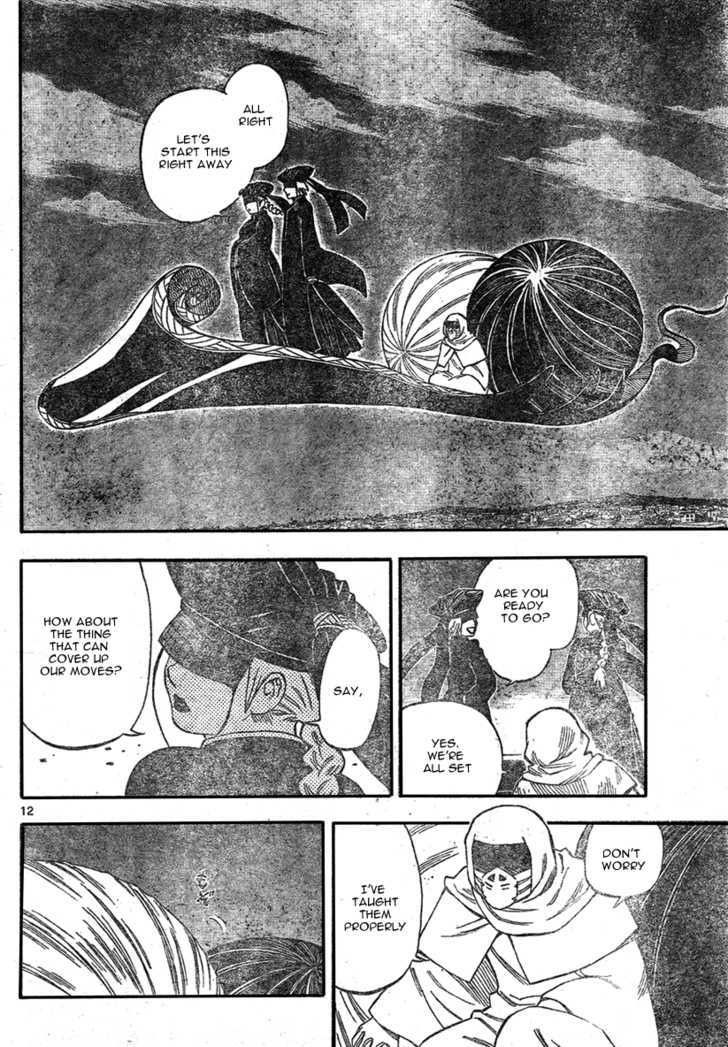 ALL
RIGHT
LET'S
START THIS
RIGHT AWAY
ARE YOU
READY
TO GO?
YES.
WE'RE
ALL SET
SAY,
HOW ABOUT
THE THING
THAT CAN
COVER UP
OUR MOVES?
12
DON'T
WORRY
I'VE
TAUGHT
THEM
PROPERLY